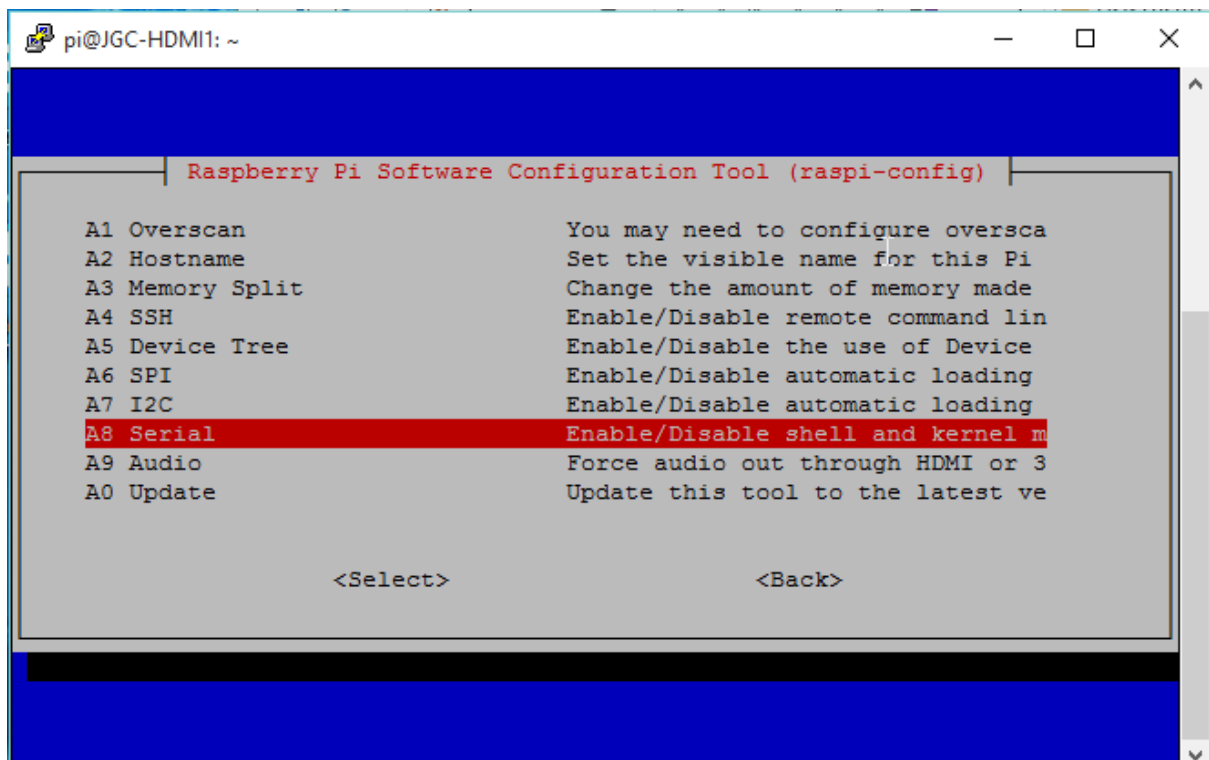 pi@JGC-HDMI1: ~
Raspberry Pi Software Configuration Tool (raspi-config)
A1 Overscan You may need to configure oversca
A2 Hostname Set the visible name for this Pi
A3 Memory Split Change the amount of memory made
A4 SSH Enable/Disable remote command lin
A5 Device Tree Enable/Disable the use of Device
A6 SPI Enable/Disable automatic loading
A7 I2C Enable/Disable automatic loading
A8 Serial Enable/Disable shell and kernel m
A9 Audio Force audio out through HDMI or 3
A0 Update Update this tool to the latest ve
<Select> <Back>